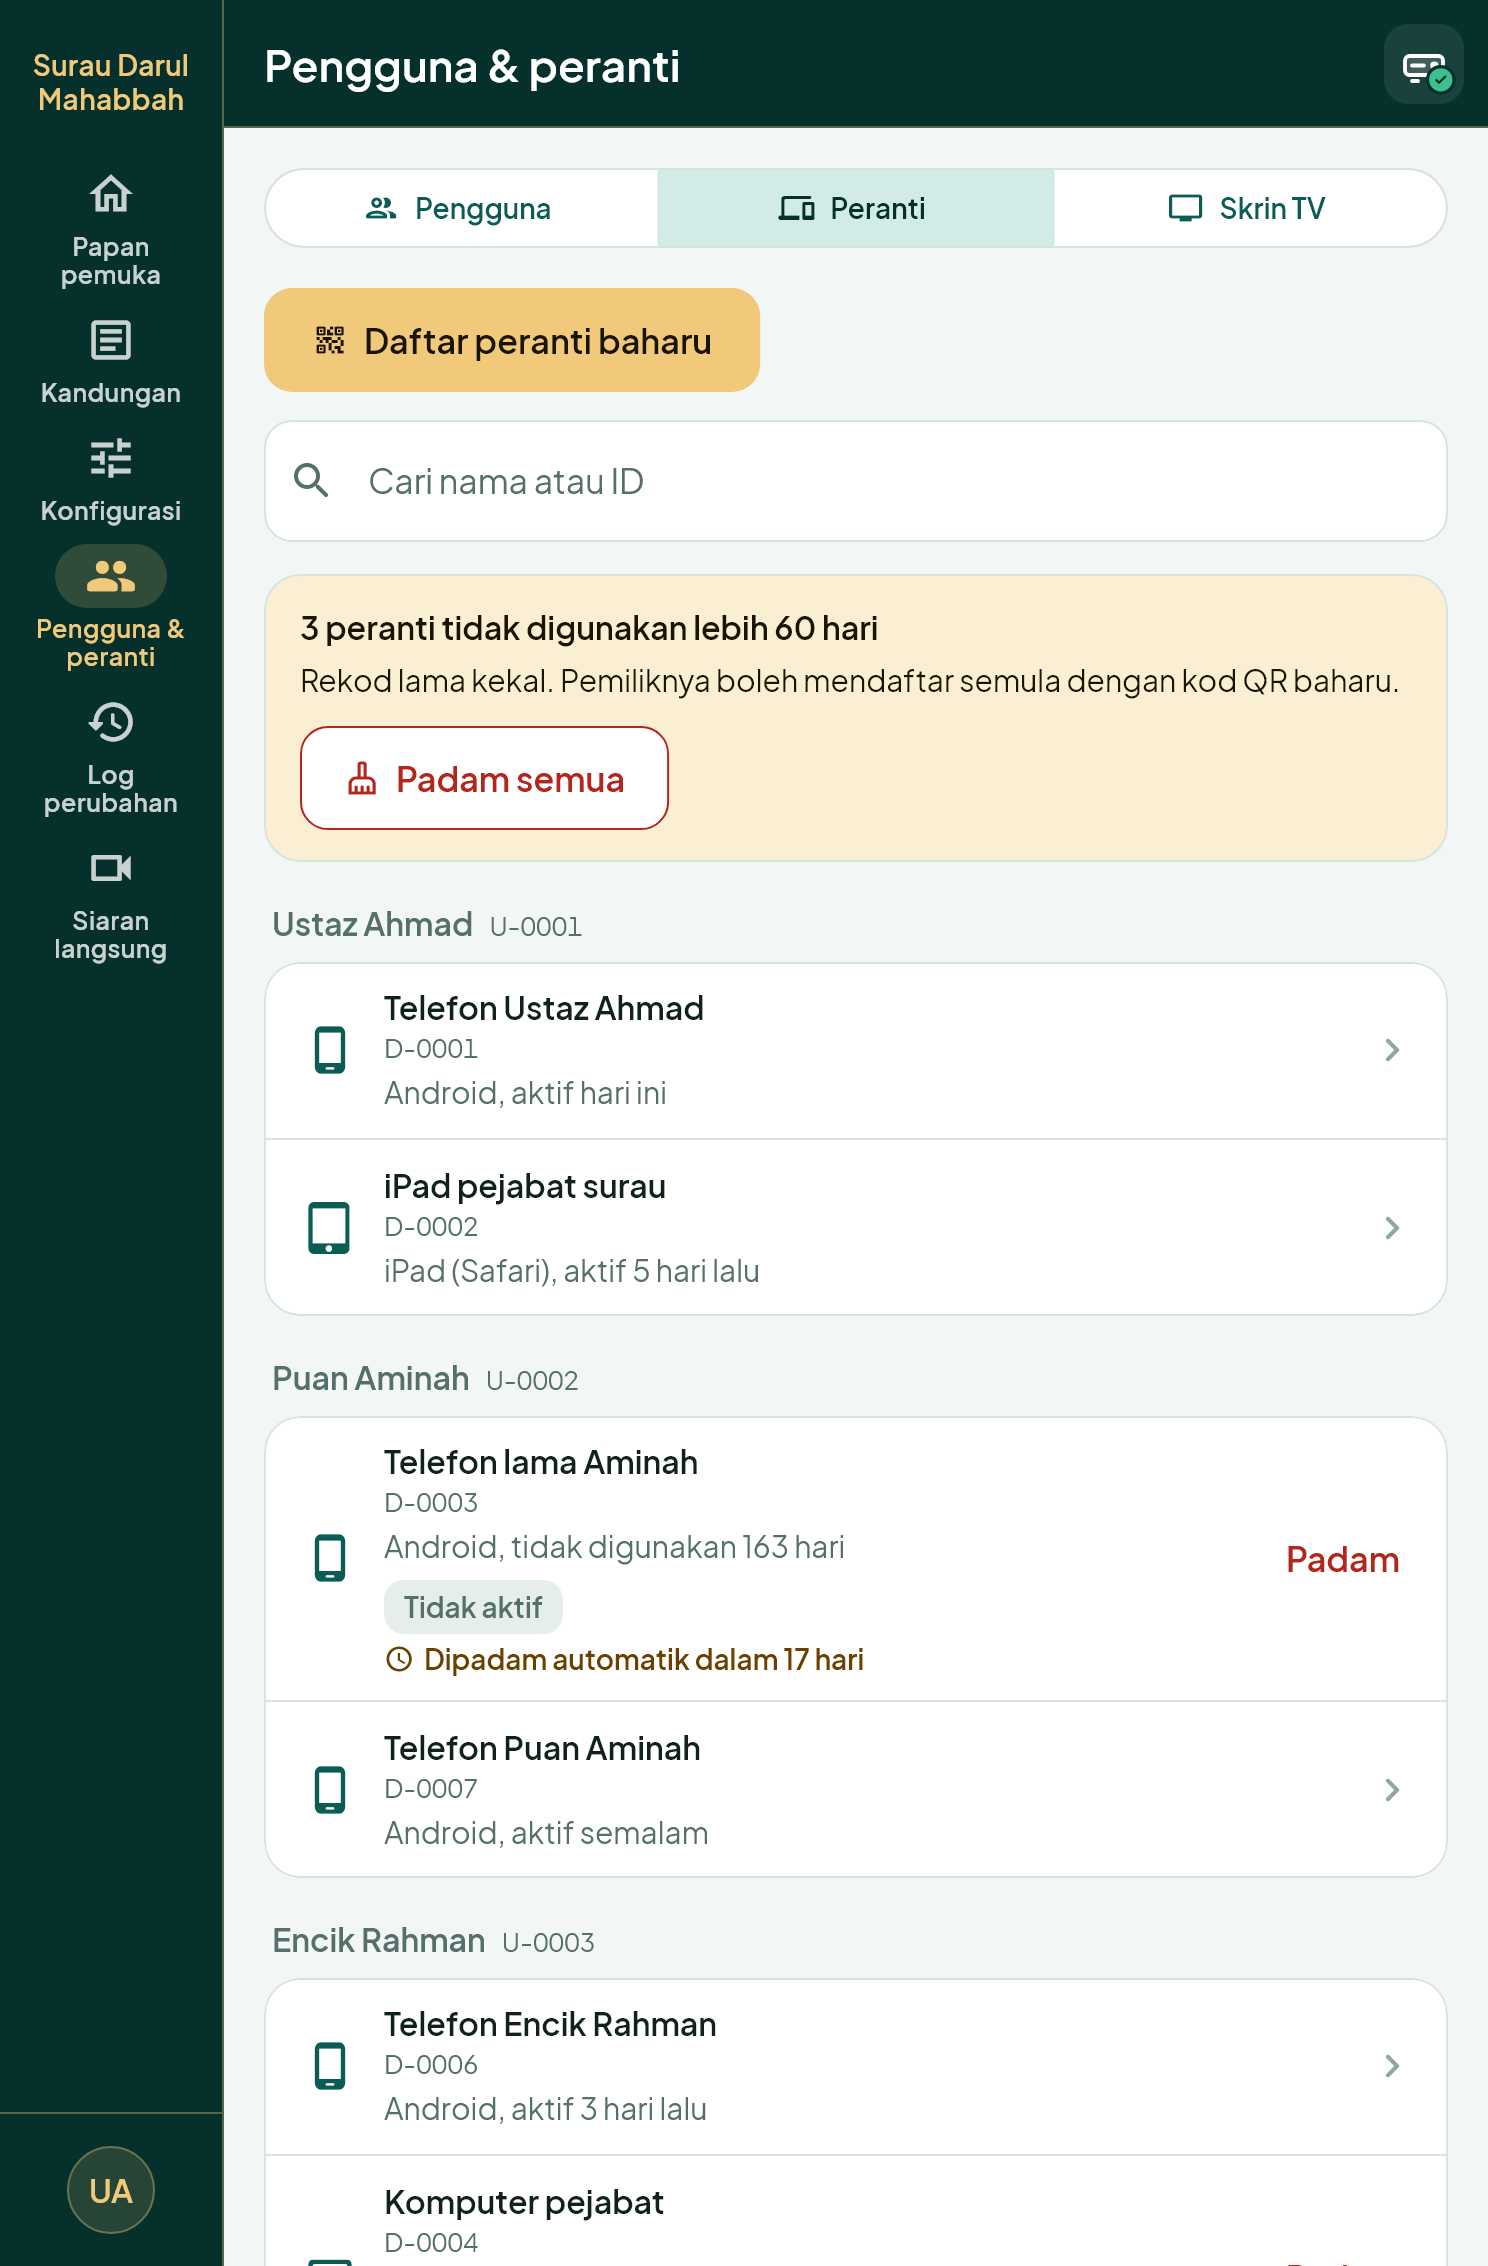 Surau Darul
Mahabbah
Papan
pemuka
Kandungan
Konfigurasi
Pengguna &
peranti
Log
perubahan
Siaran
langsung
UA
Pengguna & peranti
Pengguna
Peranti
Skrin TV
Daftar peranti baharu
Cari nama atau ID
3 peranti tidak digunakan lebih 60 hari
Rekod lama kekal. Pemiliknya boleh mendaftar semula dengan kod QR baharu.
Padam semua
Ustaz Ahmad U-0001
Telefon Ustaz Ahmad
D-0001
Android, aktif hari ini
iPad pejabat surau
D-0002
iPad (Safari), aktif 5 hari lalu
Puan Aminah U-0002
Telefon lama Aminah
D-0003
Android, tidak digunakan 163 hari
Tidak aktif
Dipadam automatik dalam 17 hari
Padam
Telefon Puan Aminah
D-0007
Android, aktif semalam
Encik Rahman U-0003
Telefon Encik Rahman
D-0006
Android, aktif 3 hari lalu
Komputer pejabat
D-0004